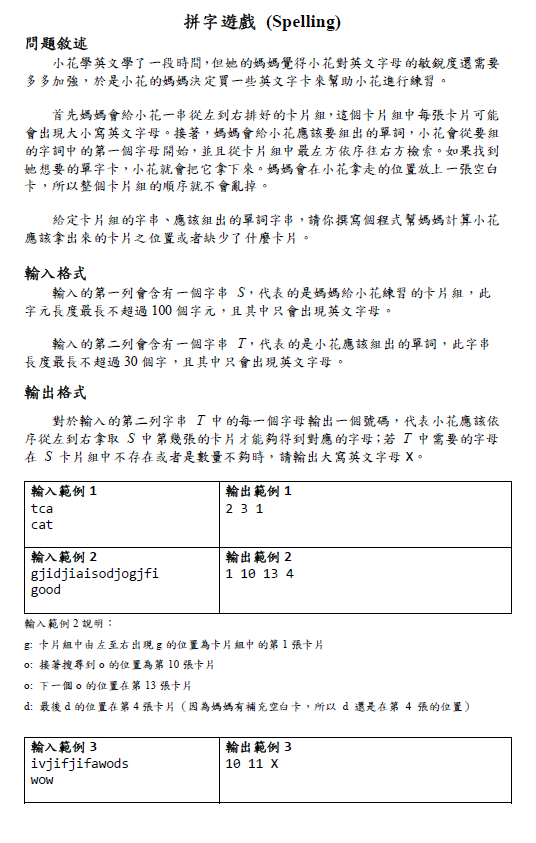 拼字遊戲 (Spelling)
問題敘述
小花學英文學了一段時間，但她的媽媽覺得小花對英文字母的敏銳度還需要
多多加強，於是小花的媽媽決定買一些英文字卡來幫助小花進行練習。
首先媽媽會給小花一串從左到右排好的卡片組，這個卡片組中每張卡片可能
會出現大小寫英文字母。接著，媽媽會給小花應該要組出的單詞，小花會從要組
的字詞中的第一個字母開始，並且從卡片組中最左方依序往右方檢索。如果找到
她想要的單字卡，小花就會把它拿下來。媽媽會在小花拿走的位置放上一張空白
卡，所以整個卡片組的順序就不會亂掉。
給定卡片組的字串、應該組出的單詞字串，請你撰寫個程式幫媽媽計算小花
應該拿出來的卡片之位置或者缺少了什麼卡片。
輸入格式
輸入的第一列會含有一個字串 S，代表的是媽媽給小花練習的卡片組，此
字元長度最長不超過 100 個字元，且其中只會出現英文字母。
輸入的第二列會含有一個字串 T，代表的是小花應該組出的單詞，此字串
長度最長不超過 30 個字，且其中只會出現英文字母。
輸出格式
對於輸入的第二列字串 T 中的每一個字母輸出一個號碼，代表小花應該依
序從左到右拿取 S 中第幾張的卡片才能夠得到對應的字母；若 T 中需要的字母
在 S 卡片組中不存在或者是數量不夠時，請輸出大寫英文字母 X。
輸入範例 1
tca
cat
輸出範例 1
2 3 1
輸入範例 2
gjidjiaisodjogjfi
good
輸出範例 2
1 10 13 4
輸入範例 2 說明：
g: 卡片組中由左至右出現 g 的位置為卡片組中的第 1 張卡片
o: 接著搜尋到 o 的位置為第 10 張卡片
o: 下一個 o 的位置在第 13 張卡片
d: 最後 d 的位置在第 4 張卡片（因為媽媽有補充空白卡，所以 d 還是在第 4 張的位置）
輸入範例 3
ivjifjifawods
wow
輸出範例 3
10 11 X